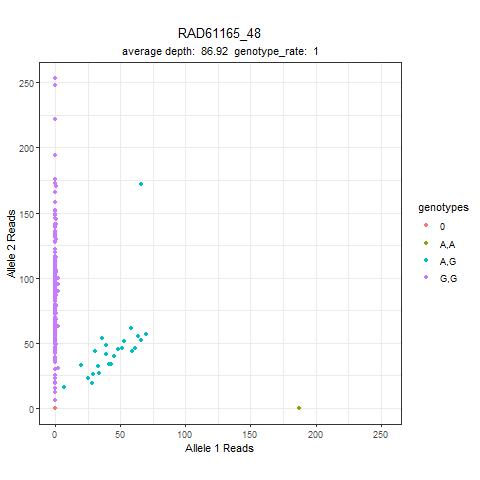 RAD61165_48
average depth:  86.92  genotype_rate:  1
Allele 2 Reads
250
200
150
100
50
0
0 50 100 150 200 250
Allele 1 Reads
genotypes
0
A,A
A,G
G,G